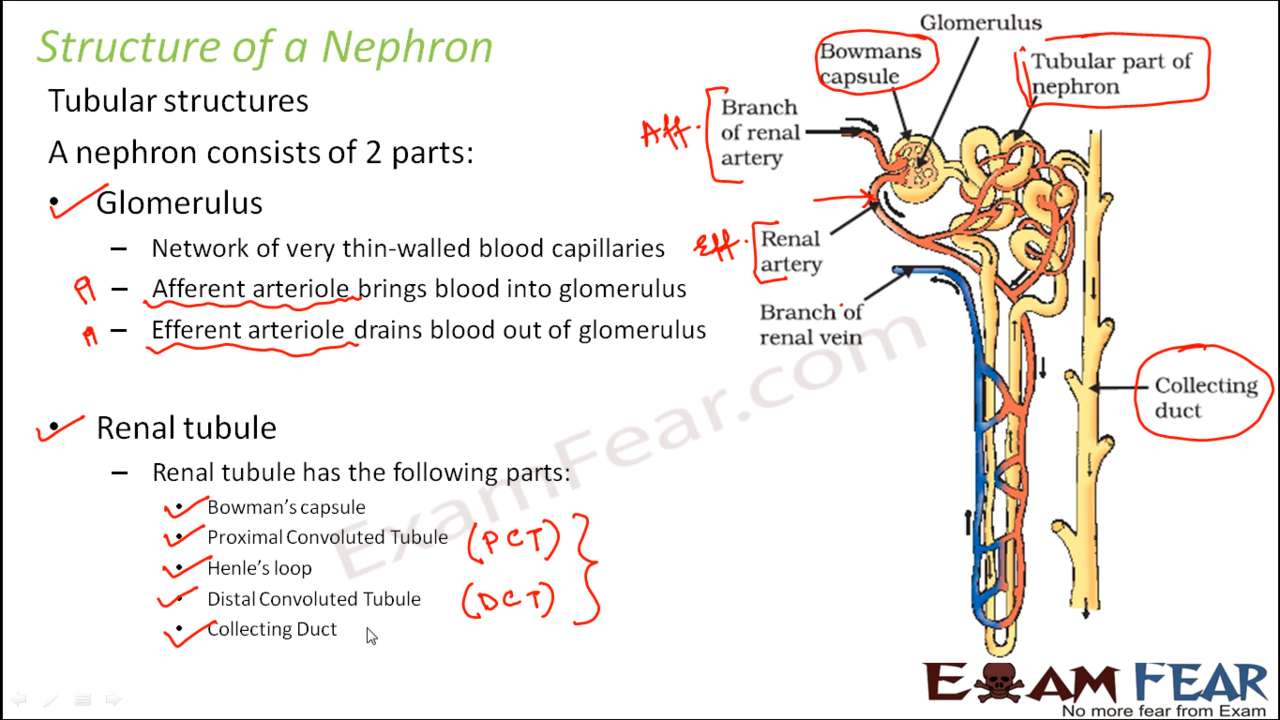 Structure of a Nephron
Tubular structures
A nephron consists of 2 parts:
• Glomerulus
– Network of very thin-walled blood capillaries
– Afferent arteriole brings blood into glomerulus
– Efferent arteriole drains blood out of glomerulus
• Renal tubule
– Renal tubule has the following parts:
• Bowman's capsule
• Proximal Convoluted Tubule (PCT)
• Henle's loop
• Distal Convoluted Tubule (DCT)
• Collecting Duct
Glomerulus
Bowmans
capsule
Tubular part of
nephron
Aff.
Branch
of renal
artery
Eff.
Renal
artery
Branch of
renal vein
Collecting
duct
ExamFear.com
EXAM FEAR
No more fear from Exam